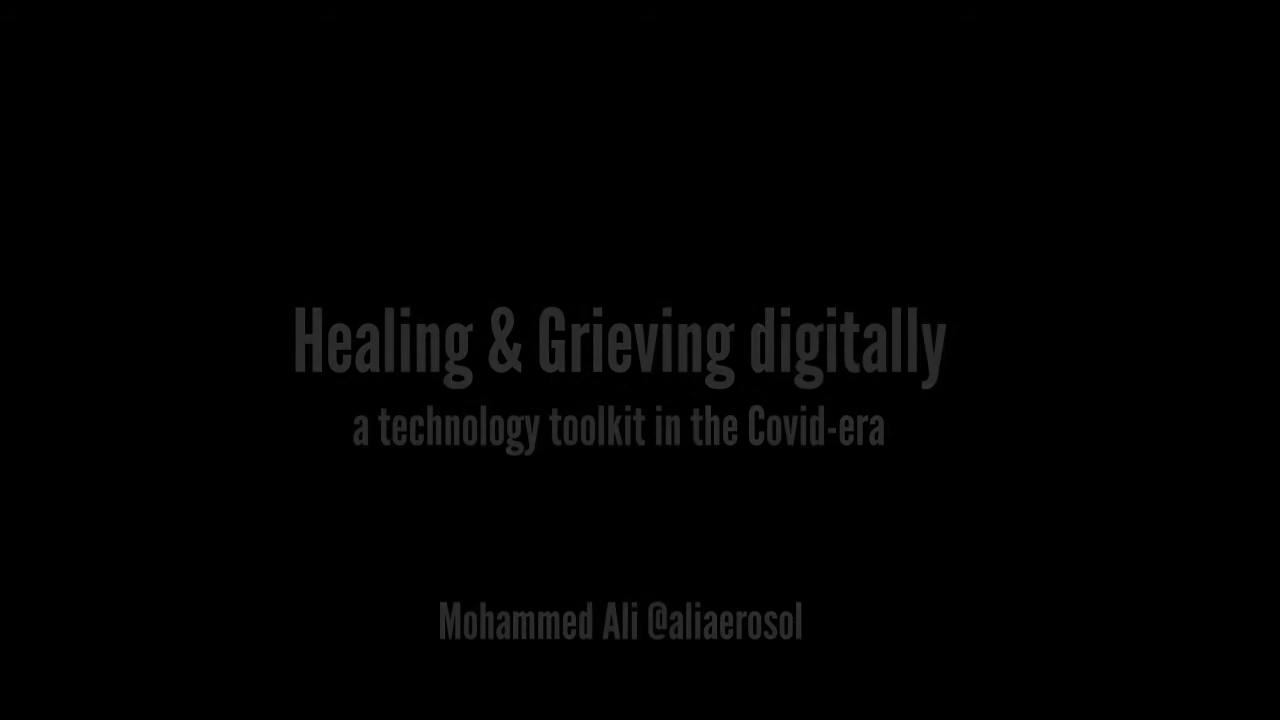 Healing & Grieving digitally
a technology toolkit in the Covid-era
Mohammed Ali @aliaerosol